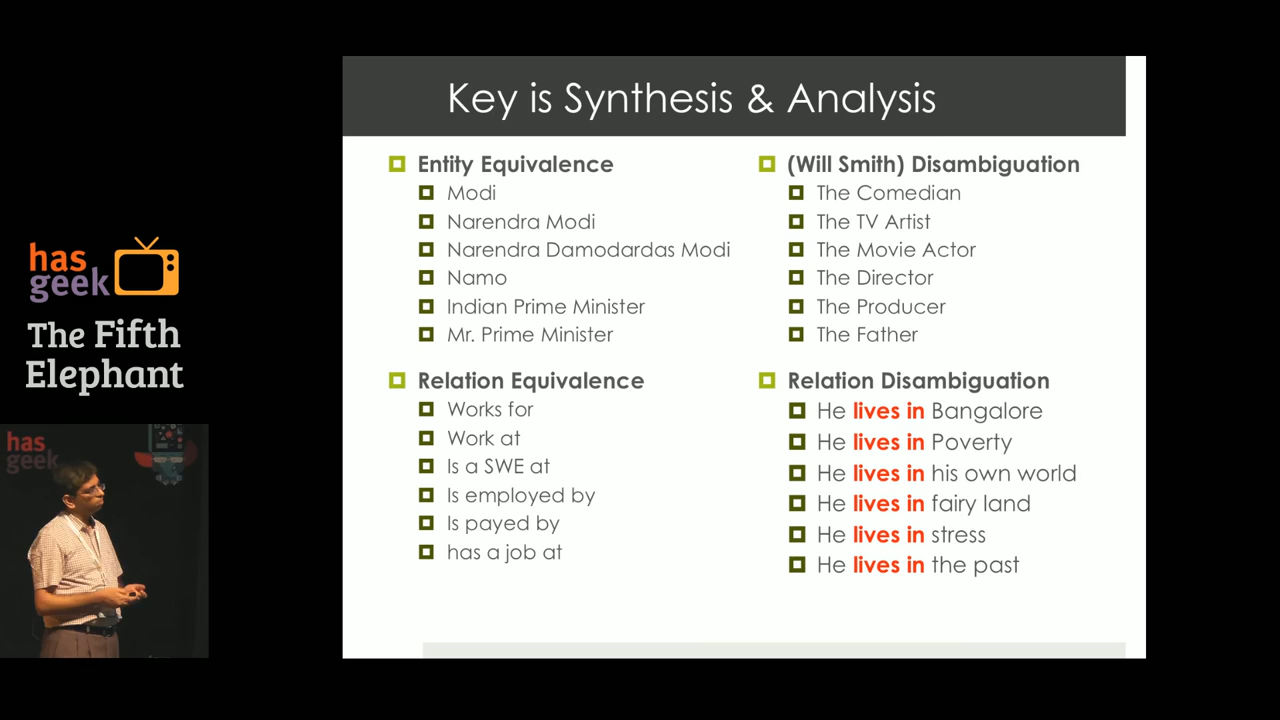 Key is Synthesis & Analysis
Entity Equivalence
Modi
Narendra Modi
Narendra Damodardas Modi
Namo
Indian Prime Minister
Mr. Prime Minister
Relation Equivalence
Works for
Work at
Is a SWE at
Is employed by
Is payed by
has a job at
(Will Smith) Disambiguation
The Comedian
The TV Artist
The Movie Actor
The Director
The Producer
The Father
Relation Disambiguation
He lives in Bangalore
He lives in Poverty
He lives in his own world
He lives in fairy land
He lives in stress
He lives in the past
has
geek
The Fifth
Elephant
has
geek